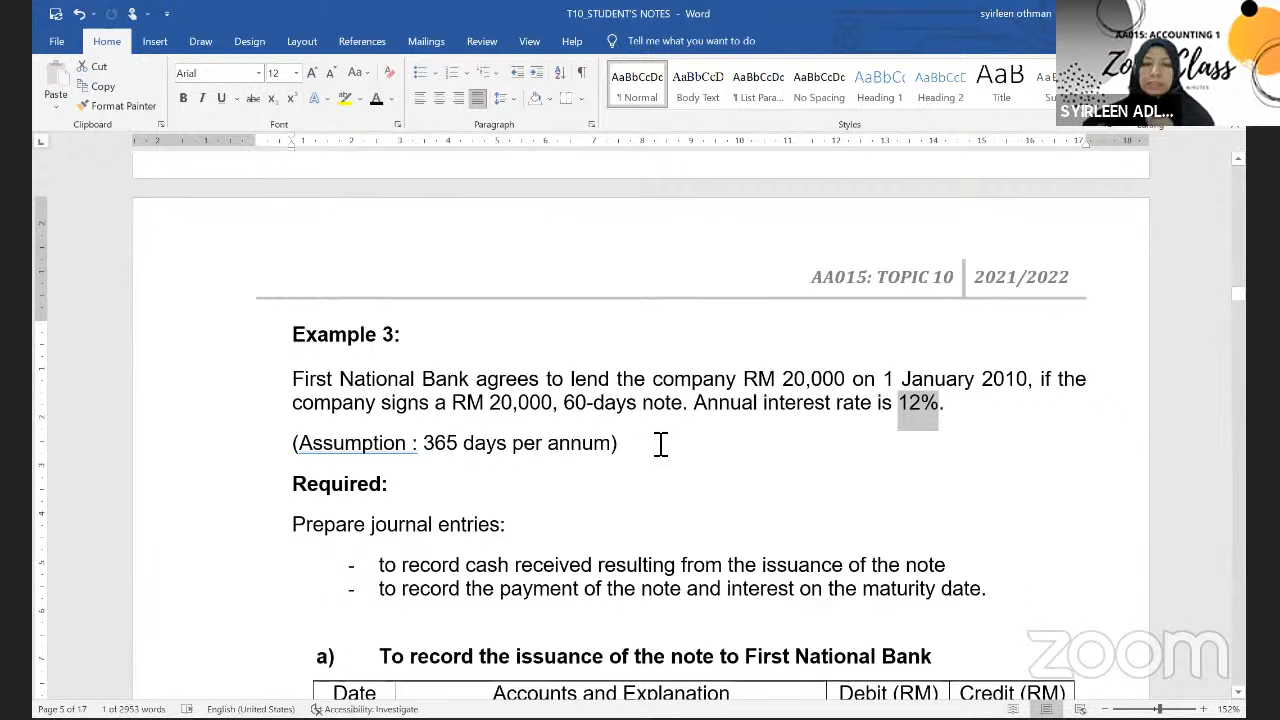 T10_STUDENT'S NOTES - Word
syirleen othman
File Home Insert Draw Design Layout References Mailings Review View Help Tell me what you want to do
AA015: ACCOUNTING 1
Class
MINUTES
SYIRLEEN ADL...
Paste
Cut
Copy
Format Painter
Arial 12
AaBbCcDc AaBbCcD AaBbCcDc AaBbCcDc AaBbCc AaBbCcDc AaB
¶ Normal Body Text ¶ List Para... No Spacing Heading 1 Heading 2 Title
Clipboard Font Paragraph Styles Editing
AA015: TOPIC 10 2021/2022
Example 3:
First National Bank agrees to lend the company RM 20,000 on 1 January 2010, if the
company signs a RM 20,000, 60-days note. Annual interest rate is 12%.
(Assumption : 365 days per annum)
Required:
Prepare journal entries:
- to record cash received resulting from the issuance of the note
- to record the payment of the note and interest on the maturity date.
a) To record the issuance of the note to First National Bank
Date Accounts and Explanation Debit (RM) Credit (RM)
zoom
Page 5 of 17 1 of 2953 words English (United States) Accessibility: Investigate 152%